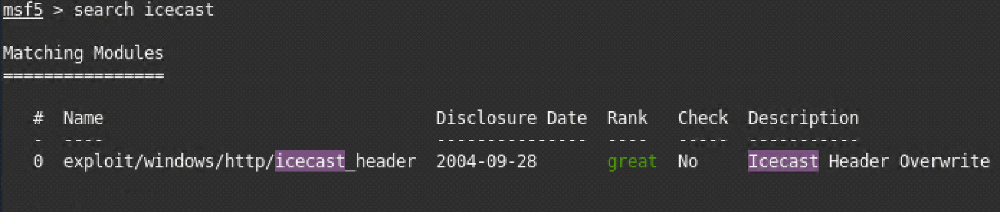 msf5 > search icecast
Matching Modules
================
# Name Disclosure Date Rank Check Description
- ---- --------------- ---- ----- -----------
0 exploit/windows/http/icecast_header 2004-09-28 great No Icecast Header Overwrite